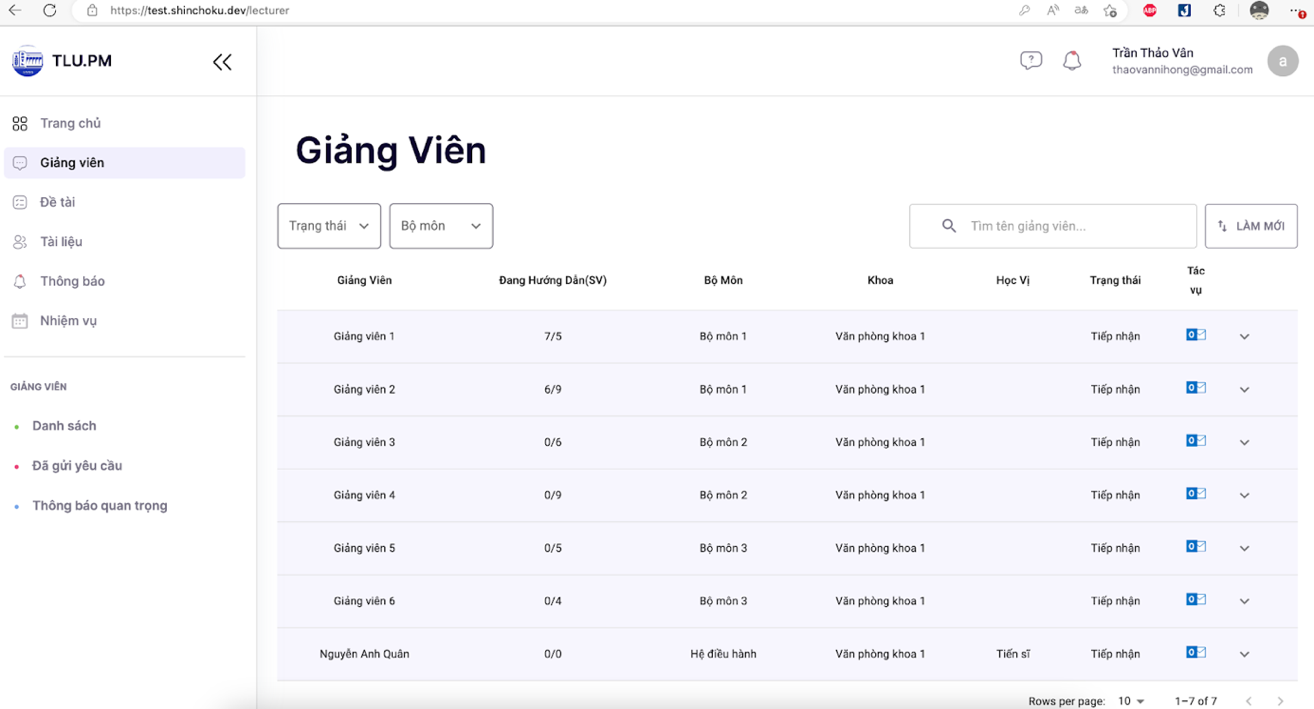 https://test.shinchoku.dev/lecturer
TLU.PM
Trần Thảo Vân
thaovannihong@gmail.com
a
Trang chủ
Giảng viên
Đề tài
Tài liệu
Thông báo
Nhiệm vụ
GIẢNG VIÊN
Danh sách
Đã gửi yêu cầu
Thông báo quan trọng
Giảng Viên
Trạng thái Bộ môn Tìm tên giảng viên... LÀM MỚI
Giảng Viên Đang Hướng Dẫn(SV) Bộ Môn Khoa Học Vị Trạng thái Tác vụ
Giảng viên 1 7/5 Bộ môn 1 Văn phòng khoa 1 Tiếp nhận
Giảng viên 2 6/9 Bộ môn 1 Văn phòng khoa 1 Tiếp nhận
Giảng viên 3 0/6 Bộ môn 2 Văn phòng khoa 1 Tiếp nhận
Giảng viên 4 0/9 Bộ môn 2 Văn phòng khoa 1 Tiếp nhận
Giảng viên 5 0/5 Bộ môn 3 Văn phòng khoa 1 Tiếp nhận
Giảng viên 6 0/4 Bộ môn 3 Văn phòng khoa 1 Tiếp nhận
Nguyễn Anh Quân 0/0 Hệ điều hành Văn phòng khoa 1 Tiến sĩ Tiếp nhận
Rows per page: 10 1–7 of 7